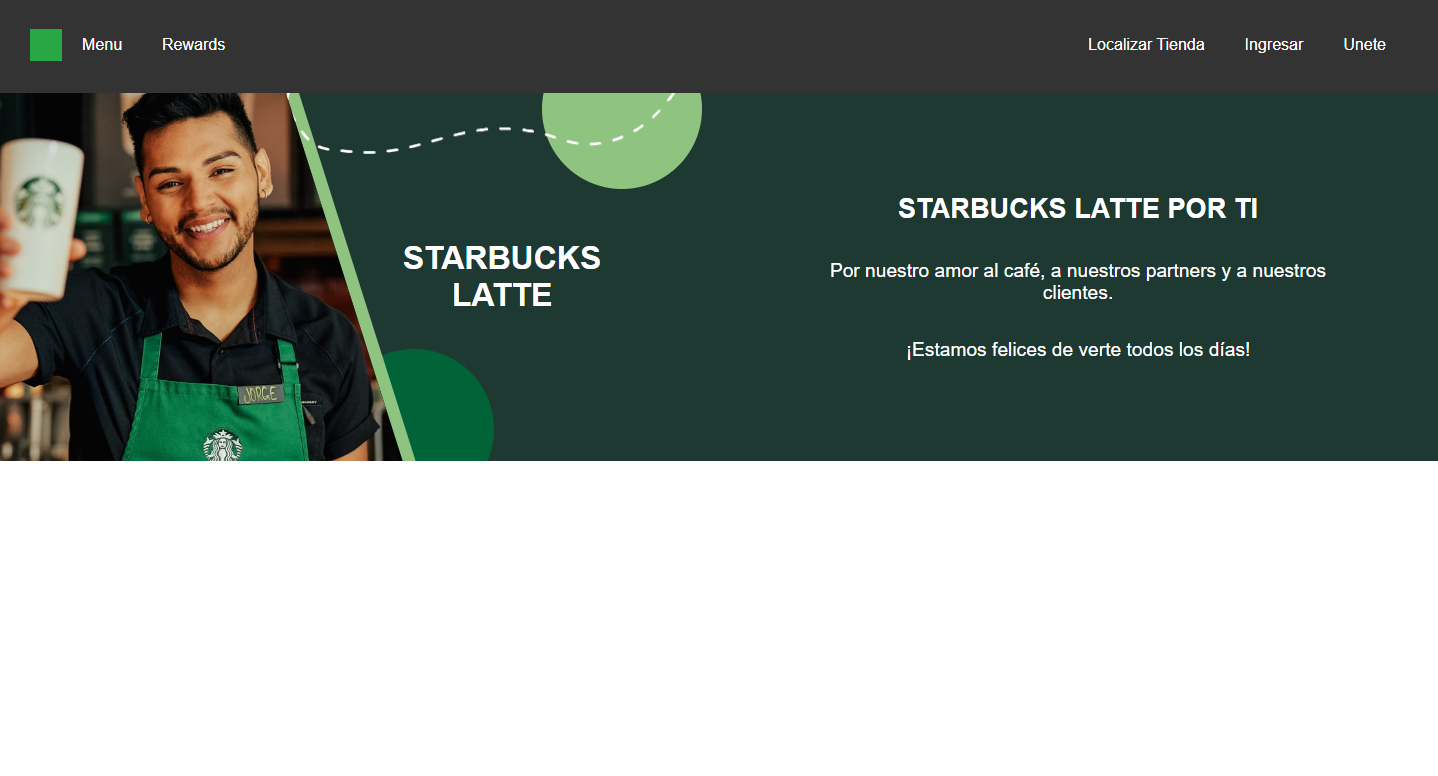 Menu
Rewards
Localizar Tienda
Ingresar
Unete
JORGE
STARBUCKS
LATTE
STARBUCKS LATTE POR TI
Por nuestro amor al café, a nuestros partners y a nuestros
clientes.
¡Estamos felices de verte todos los días!